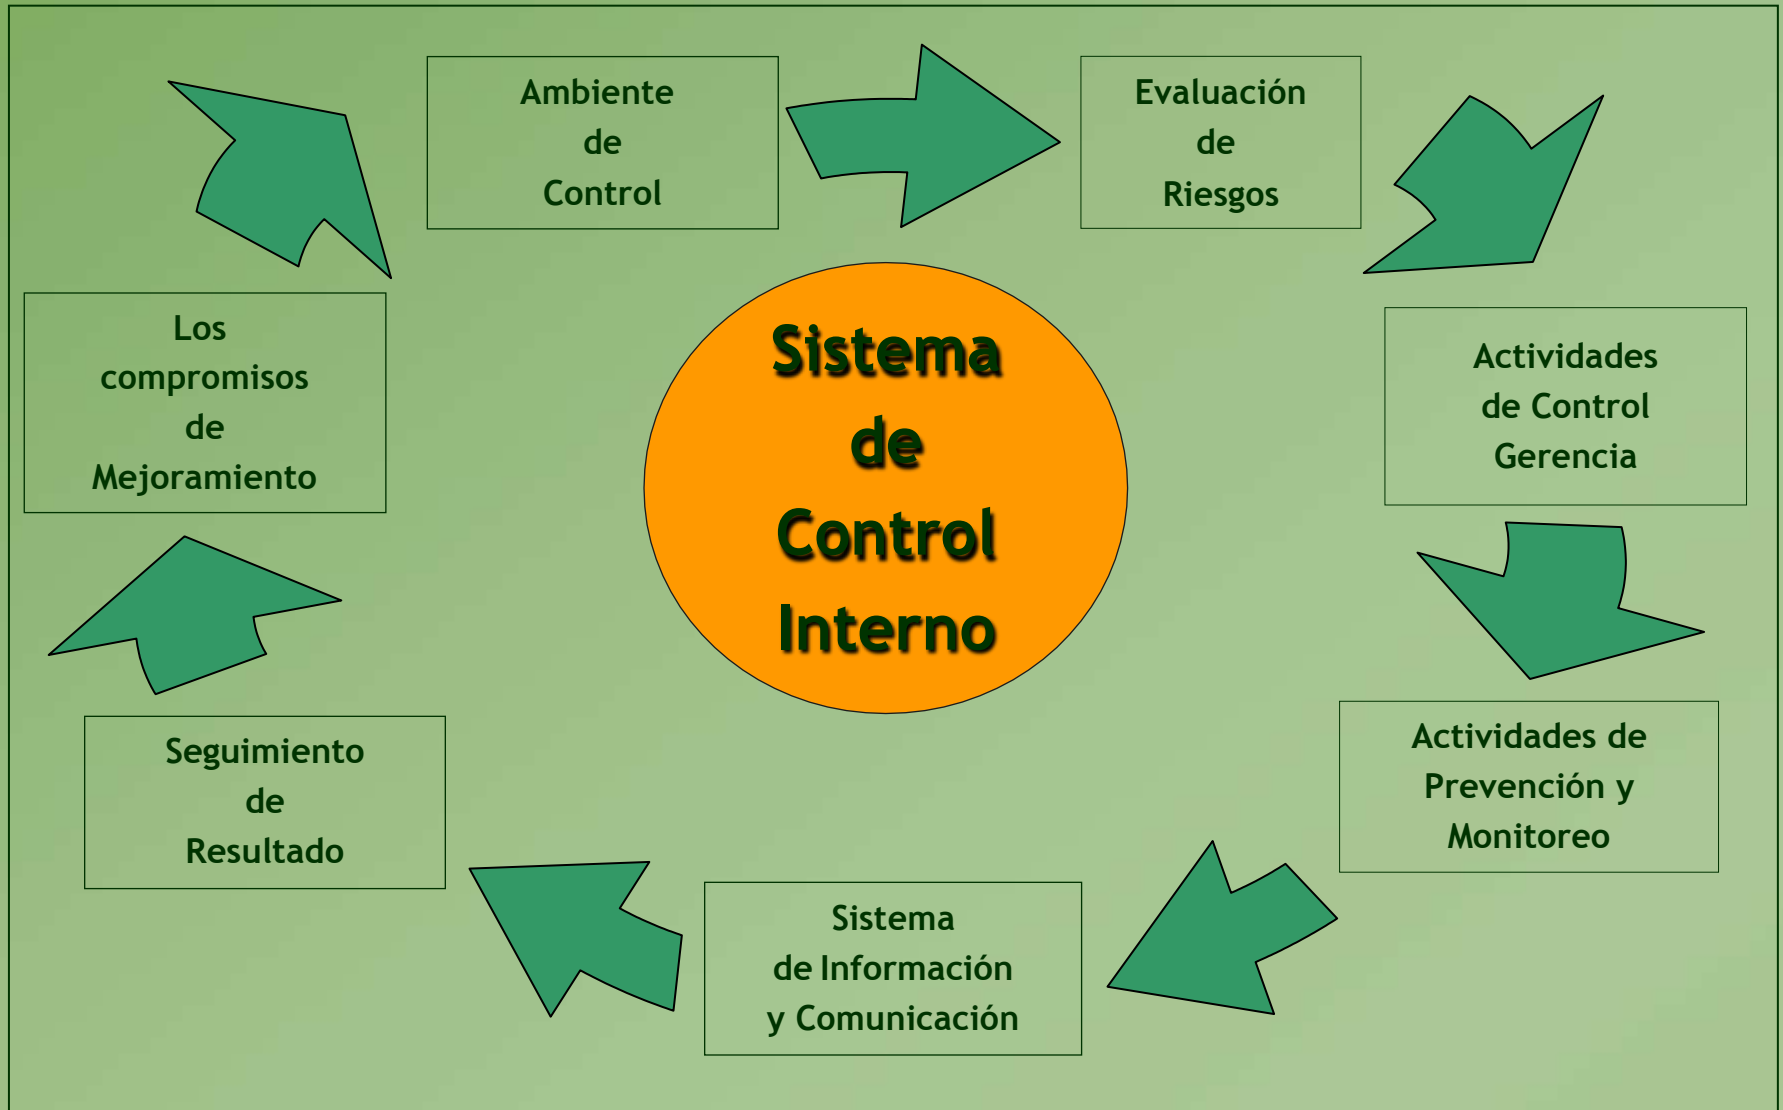 Ambiente
de
Control
Evaluación
de
Riesgos
Actividades
de Control
Gerencia
Actividades de
Prevención y
Monitoreo
Sistema
de Información
y Comunicación
Seguimiento
de
Resultado
Los
compromisos
de
Mejoramiento
Sistema
de
Control
Interno